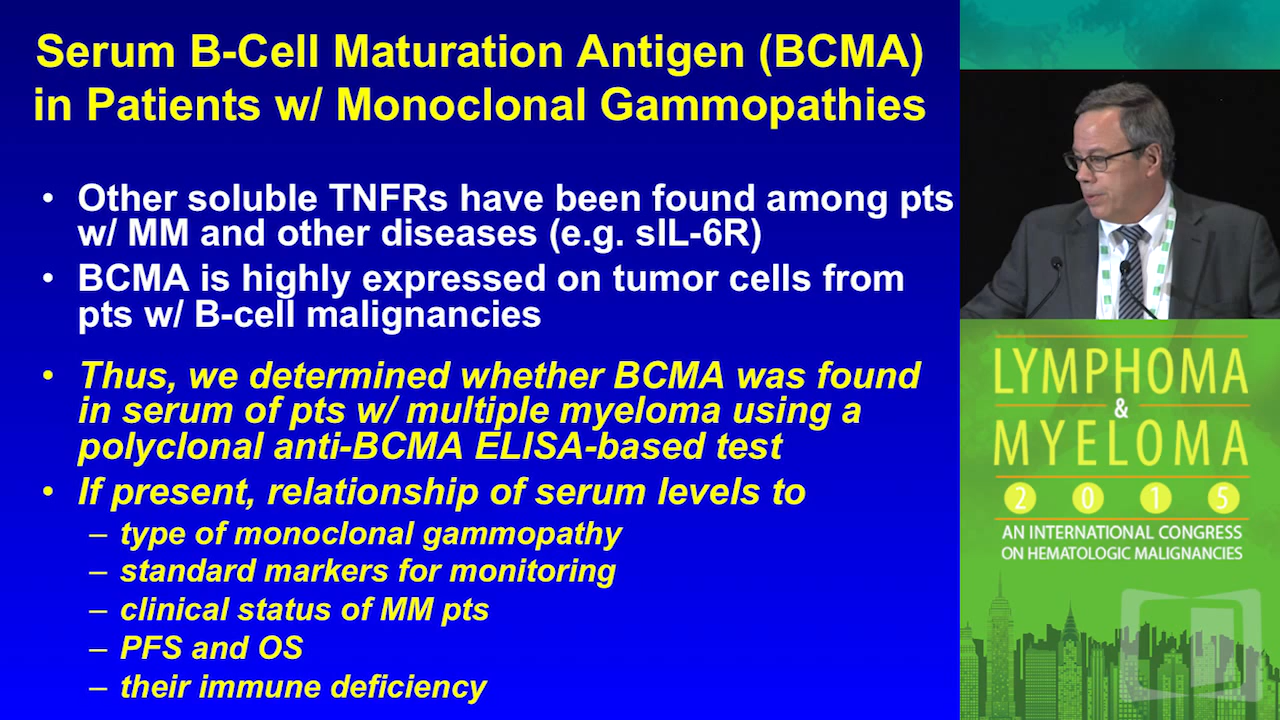 Serum B-Cell Maturation Antigen (BCMA)
in Patients w/ Monoclonal Gammopathies
• Other soluble TNFRs have been found among pts
w/ MM and other diseases (e.g. sIL-6R)
• BCMA is highly expressed on tumor cells from
pts w/ B-cell malignancies
• Thus, we determined whether BCMA was found
in serum of pts w/ multiple myeloma using a
polyclonal anti-BCMA ELISA-based test
• If present, relationship of serum levels to
– type of monoclonal gammopathy
– standard markers for monitoring
– clinical status of MM pts
– PFS and OS
– their immune deficiency
LYMPHOMA
&
MYELOMA
2 0 1 5
AN INTERNATIONAL CONGRESS
ON HEMATOLOGIC MALIGNANCIES